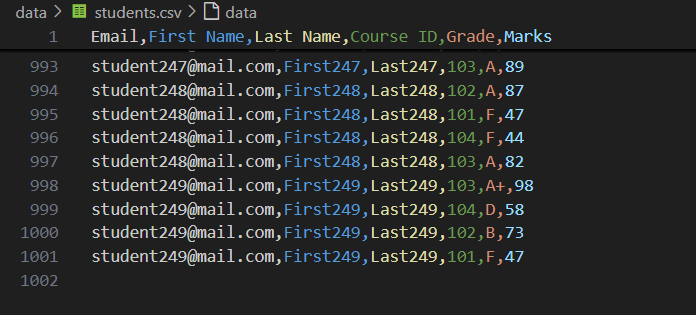 data > students.csv > data
1 Email,First Name,Last Name,Course ID,Grade,Marks
993 student247@mail.com,First247,Last247,103,A,89
994 student248@mail.com,First248,Last248,102,A,87
995 student248@mail.com,First248,Last248,101,F,47
996 student248@mail.com,First248,Last248,104,F,44
997 student248@mail.com,First248,Last248,103,A,82
998 student249@mail.com,First249,Last249,103,A+,98
999 student249@mail.com,First249,Last249,104,D,58
1000 student249@mail.com,First249,Last249,102,B,73
1001 student249@mail.com,First249,Last249,101,F,47
1002